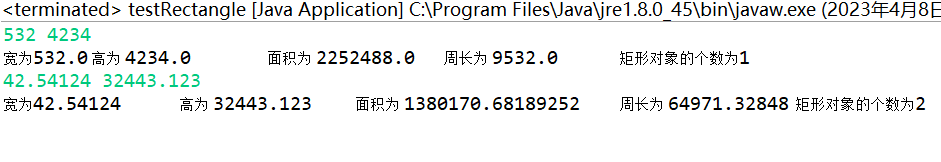 <terminated> testRectangle [Java Application] C:\Program Files\Java\jre1.8.0_45\bin\javaw.exe (2023年4月8日
532 4234
宽为532.0 高为 4234.0 面积为 2252488.0 周长为 9532.0 矩形对象的个数为1
42.54124 32443.123
宽为42.54124 高为 32443.123 面积为 1380170.68189252 周长为 64971.32848 矩形对象的个数为2